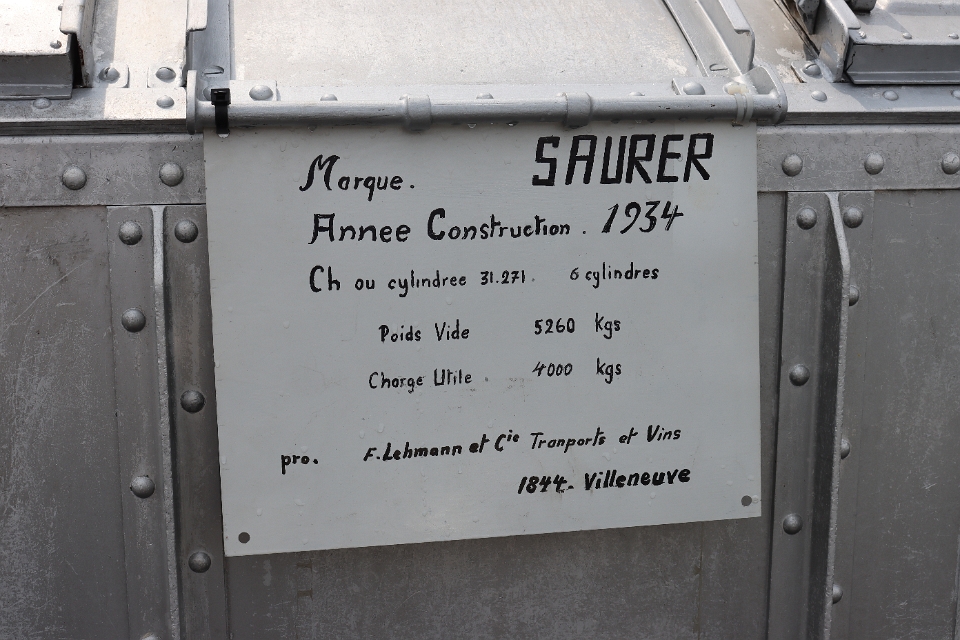 Marque. SAURER
Annee Construction. 1934
Ch ou cylindree 31.271. 6 cylindres
Poids Vide 5260 kgs
Charge Utile. 4000 kgs
pro. F. Lehmann et Cie Tranports et Vins
1844. Villeneuve